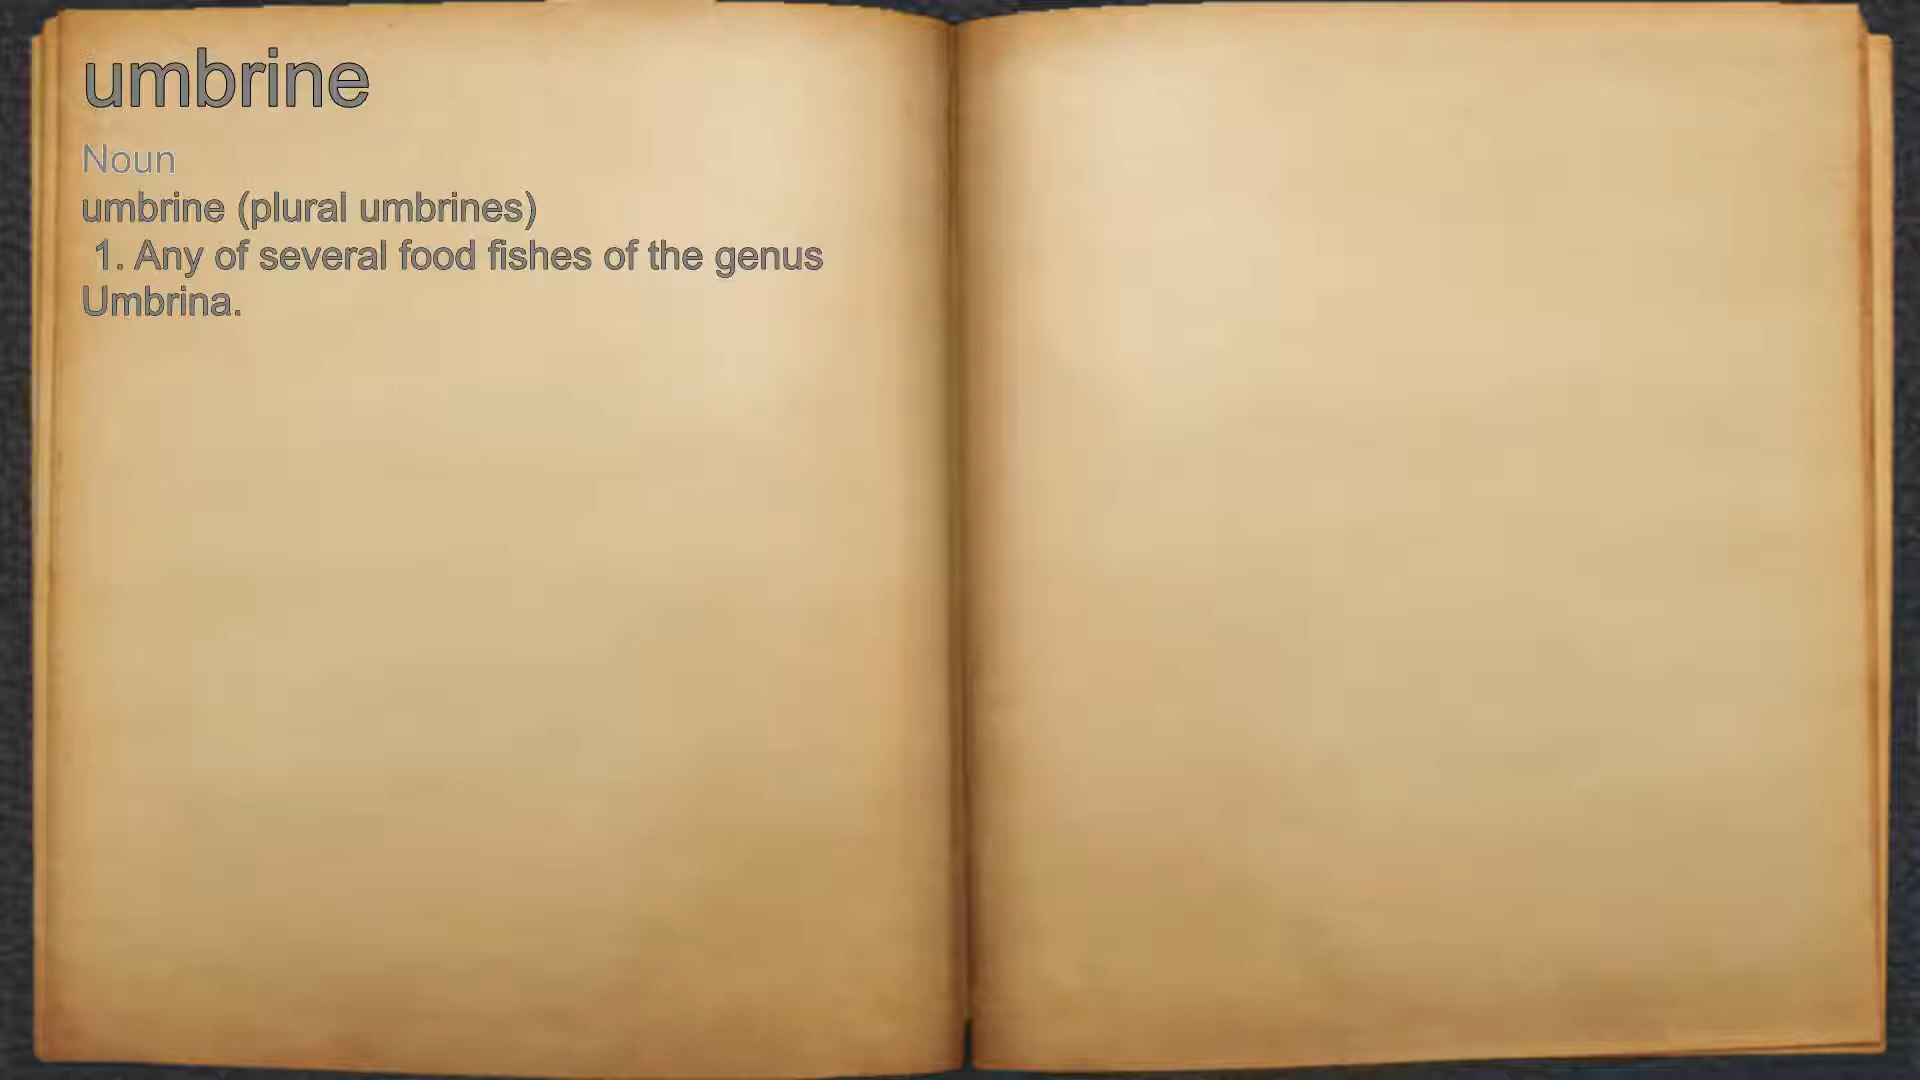 umbrine
Noun
umbrine (plural umbrines)
1. Any of several food fishes of the genus
Umbrina.